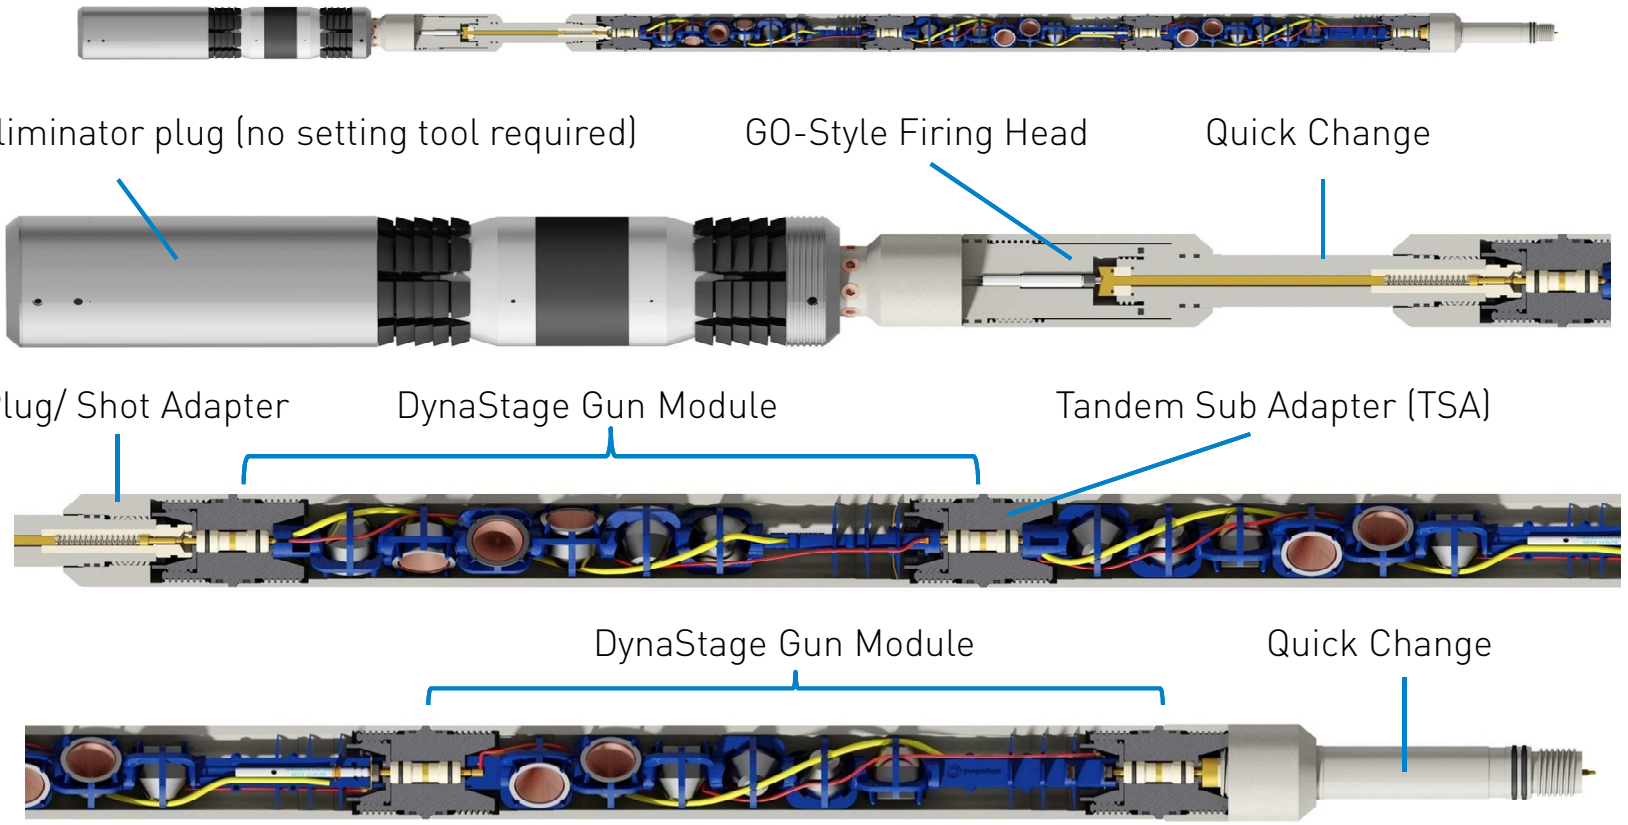 liminator plug (no setting tool required)
GO-Style Firing Head
Quick Change
Plug/ Shot Adapter
DynaStage Gun Module
Tandem Sub Adapter (TSA)
DynaStage Gun Module
Quick Change